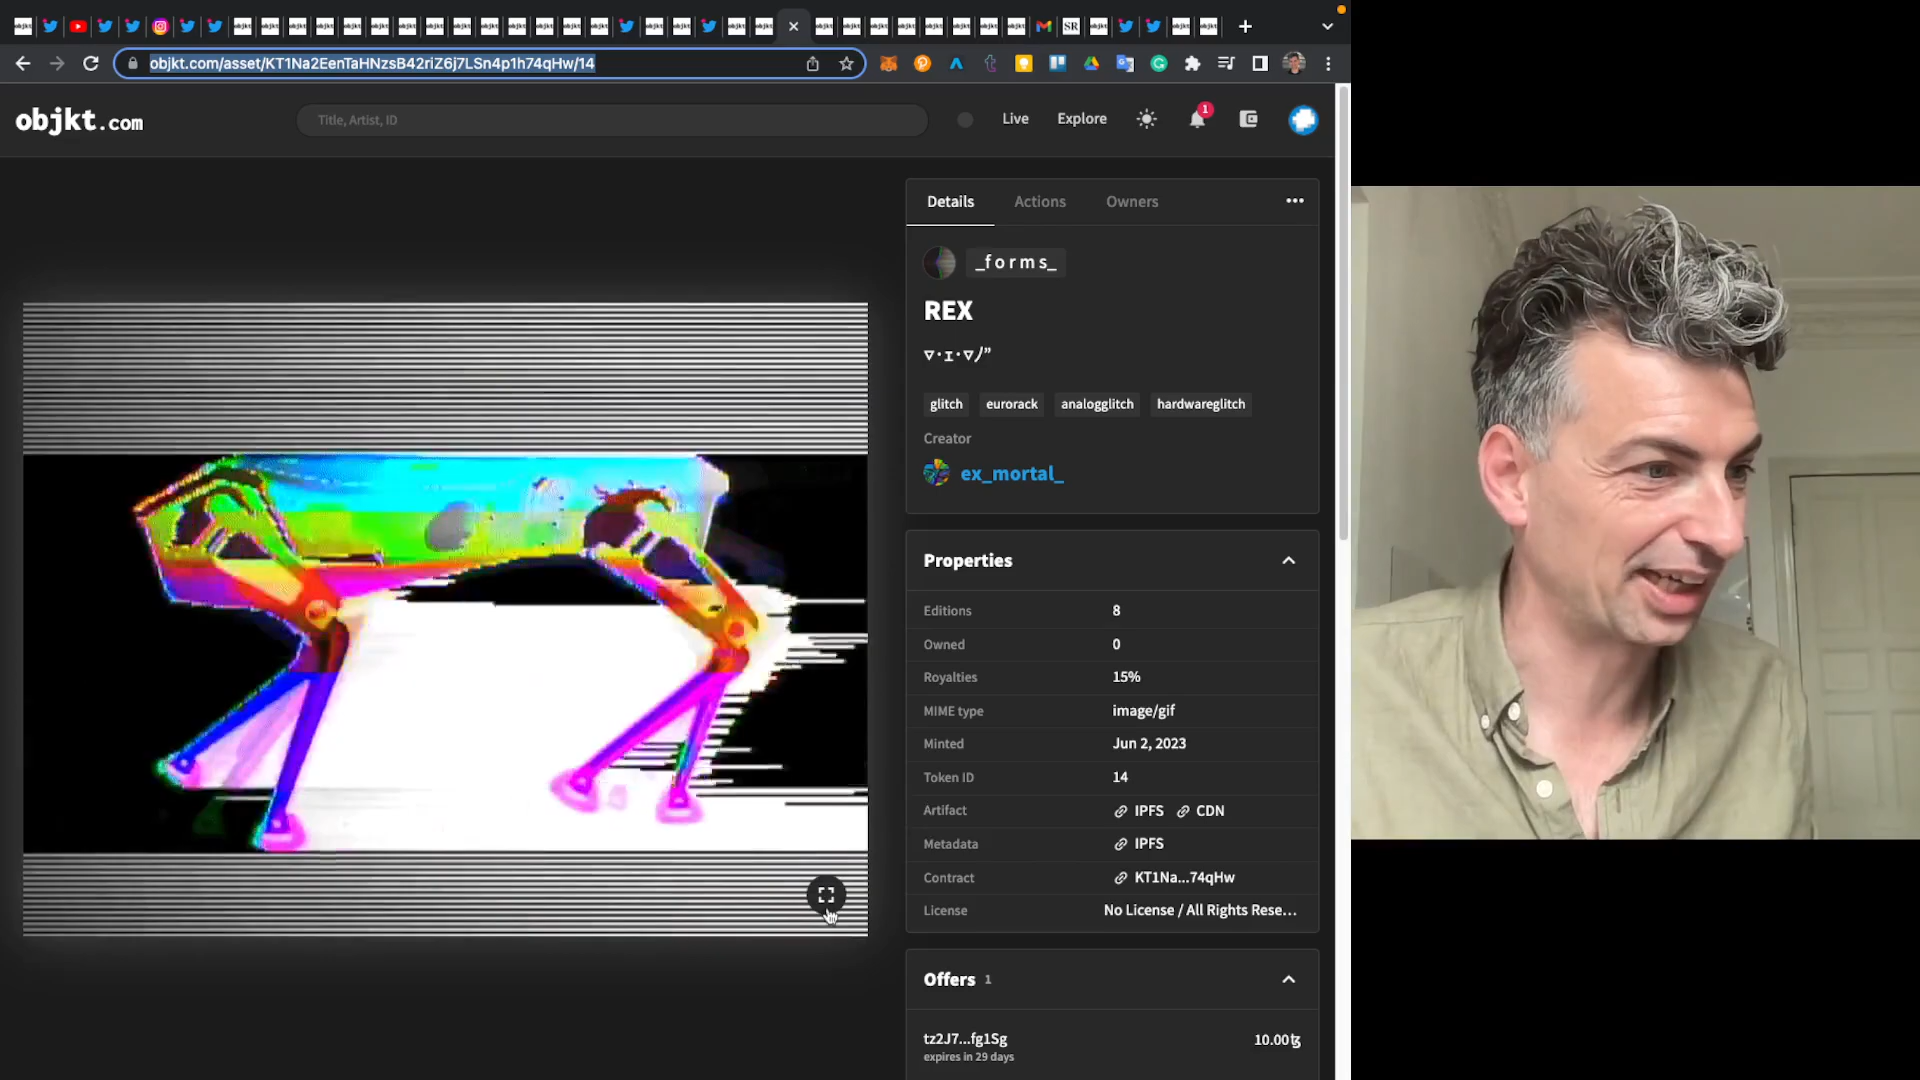 objkt.com/asset/KT1Na2EenTaHNzsB42riZ6j7LSn4p1h74qHw/14
objkt.com
Title, Artist, ID
Live
Explore
1
Details
Actions
Owners
_forms_
REX
▿･ɪ･▿/”
glitch
eurorack
analogglitch
hardwareglitch
Creator
ex_mortal_
Properties
Editions 8
Owned 0
Royalties 15%
MIME type image/gif
Minted Jun 2, 2023
Token ID 14
Artifact IPFS CDN
Metadata IPFS
Contract KT1Na...74qHw
License No License / All Rights Rese...
Offers 1
tz2J7...fg1Sg 10.00ꜩ
expires in 29 days